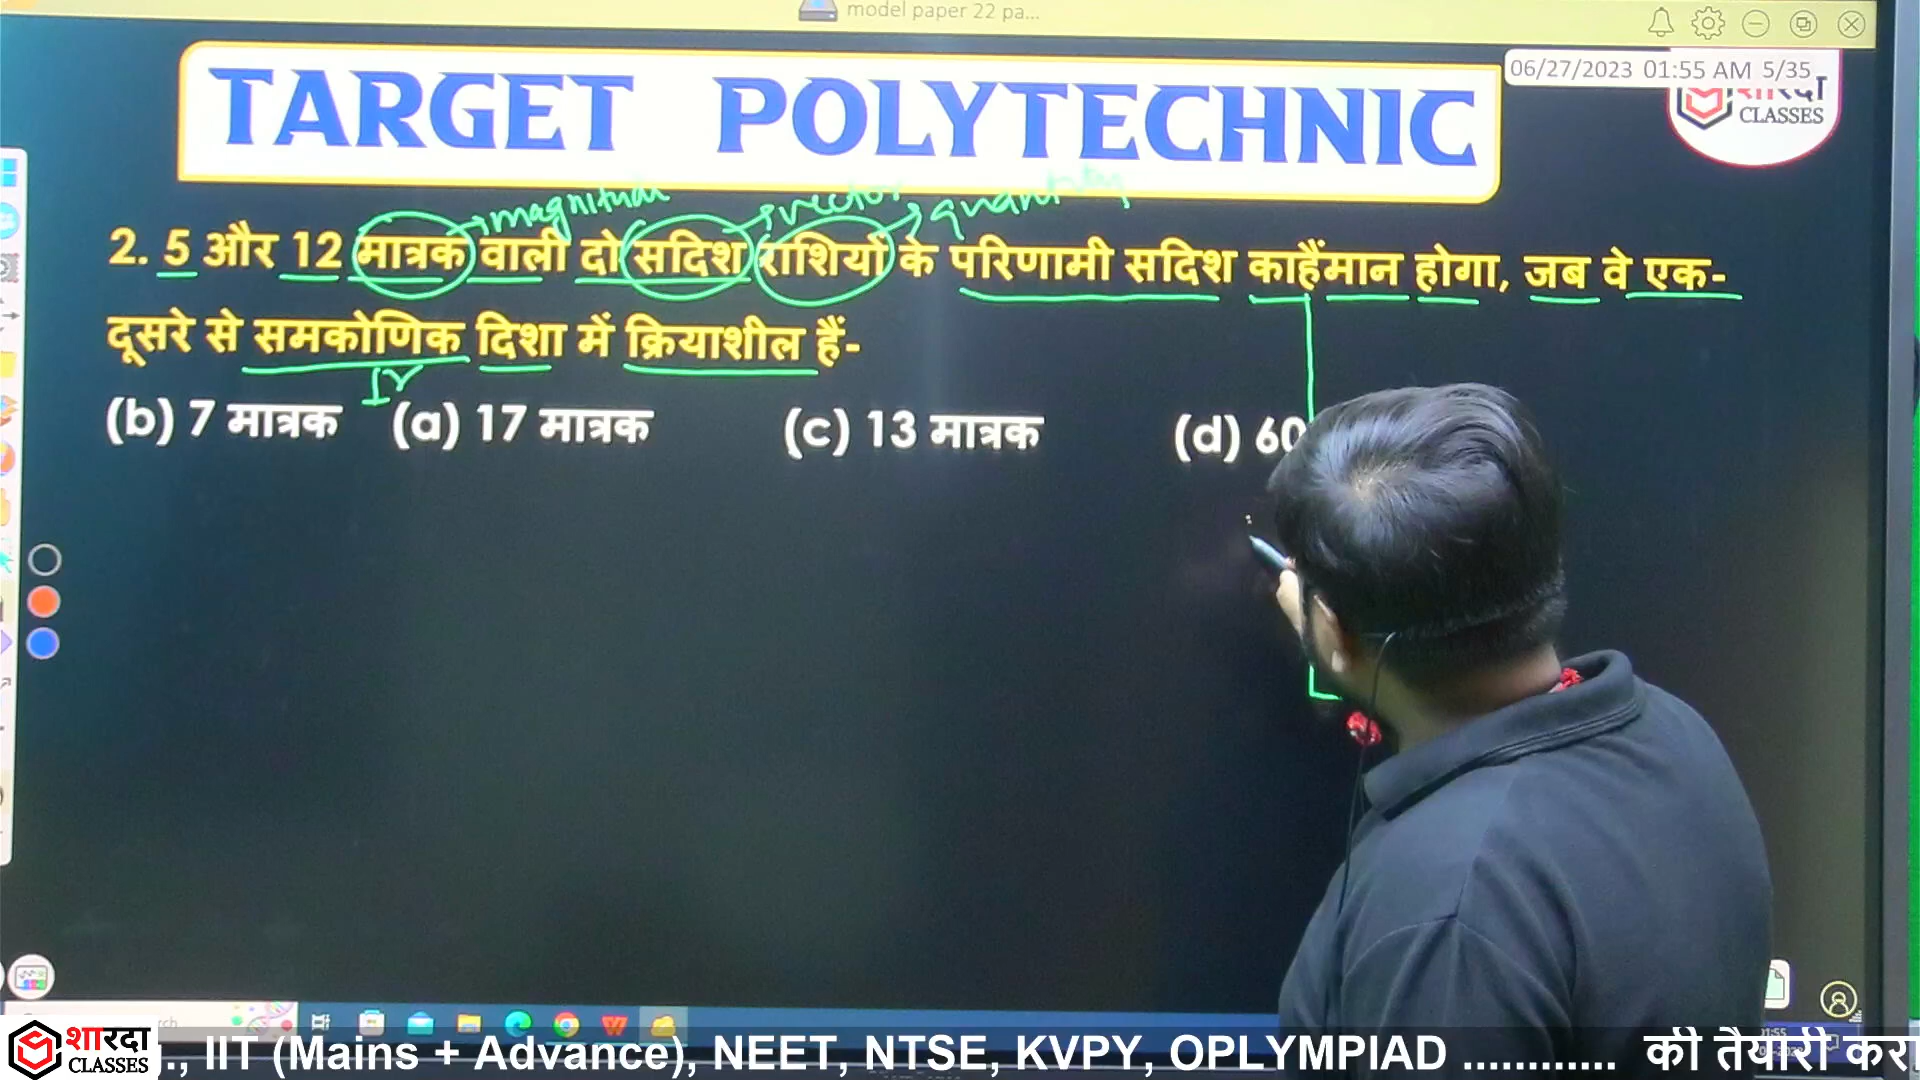 model paper 22 pa...
06/27/2023 01:55 AM 5/35
TARGET POLYTECHNIC
शारदा
CLASSES
magnitud vector quantity
2. 5 और 12 मात्रक वाली दो सदिश राशियों के परिणामी सदिश काहैंमान होगा, जब वे एक-
दूसरे से समकोणिक दिशा में क्रियाशील हैं-
(b) 7 मात्रक (a) 17 मात्रक (c) 13 मात्रक (d) 60
शारदा
CLASSES
., IIT (Mains + Advance), NEET, NTSE, KVPY, OPLYMPIAD ............ की तैयारी करा